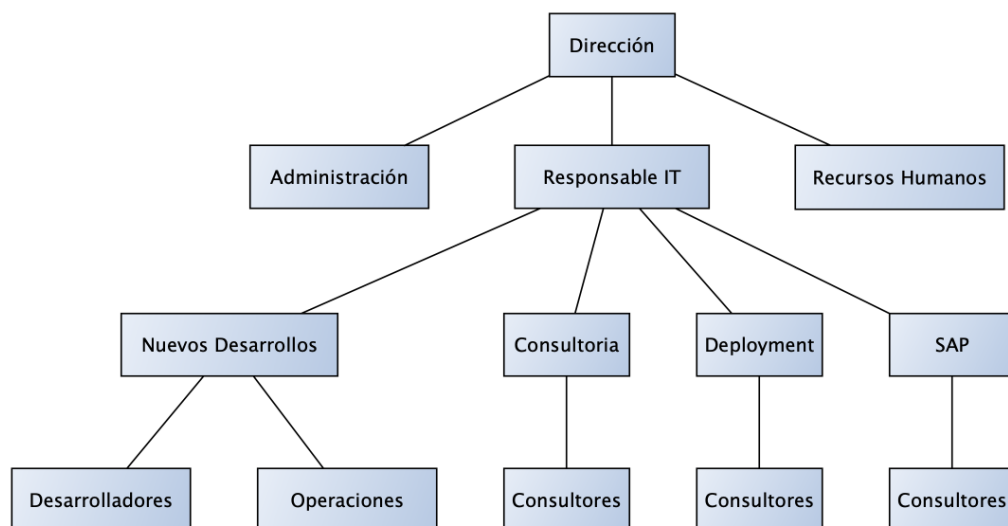 Dirección
Administración
Responsable IT
Recursos Humanos
Nuevos Desarrollos
Consultoria
Deployment
SAP
Desarrolladores
Operaciones
Consultores
Consultores
Consultores